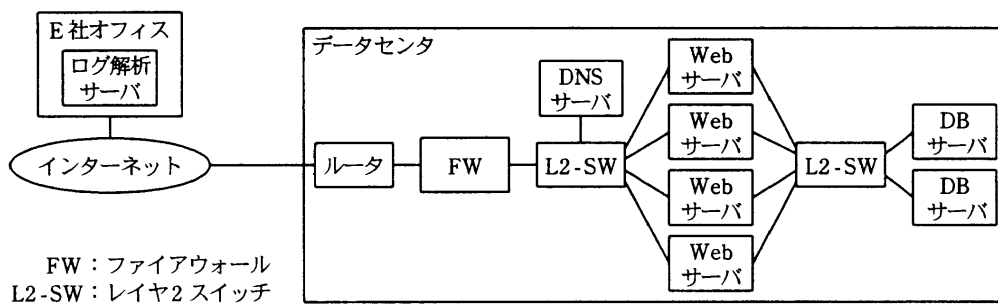 E社オフィス
ログ解析
サーバ
インターネット
データセンタ
ルータ
FW
DNS
サーバ
L2-SW
Web
サーバ
Web
サーバ
Web
サーバ
Web
サーバ
L2-SW
DB
サーバ
DB
サーバ
FW：ファイアウォール
L2-SW：レイヤ2スイッチ